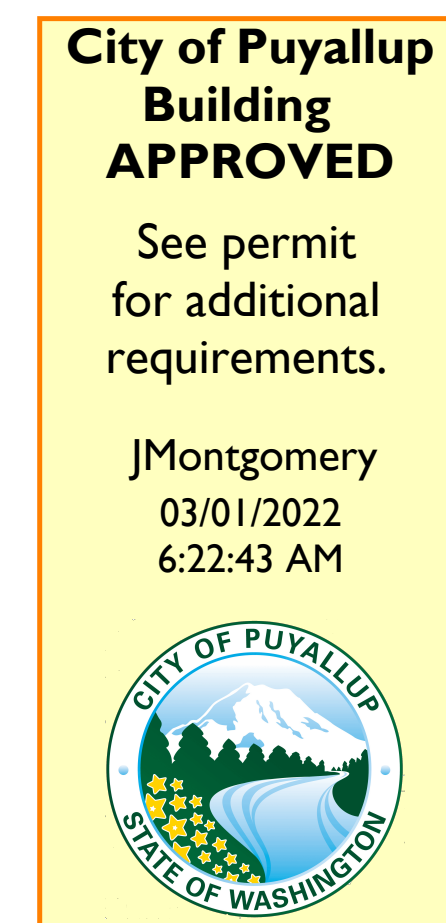 City of Puyallup
Building
APPROVED
See permit
for additional
requirements.
JMontgomery
03/01/2022
6:22:43 AM
CITY OF PUYALLUP
STATE OF WASHINGTON